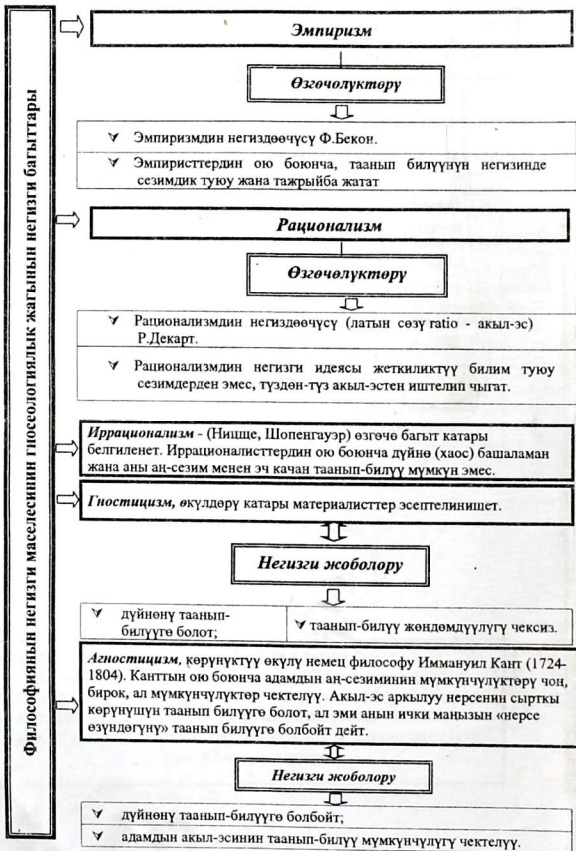 Философиянын негизги маселесинин гносеологиялык жагынын негизги багыттары
Эмпиризм
Өзгөчөлүктөрү
Эмпиризмдин негиздөөчүсү Ф.Бекон.
Эмпиристтердин ою боюнча, таанып билүүнүн негизинде
сезимдик туюу жана тажрыйба жатат
Рационализм
Өзгөчөлүктөрү
Рационализмдин негиздөөчүсү (латын сөзү ratio - акыл-эс)
Р.Декарт.
Рационализмдин негизги идеясы жеткиликтүү билим туюу
сезимдерден эмес, түздөн-түз акыл-эстен иштелип чыгат.
Иррационализм - (Ницще, Шопенгауэр) өзгөчө багыт катары
белгиленет. Иррационалисттердин ою боюнча дүйнө (хаос) башаламан
жана аны аң-сезим менен эч качан таанып-билүү мүмкүн эмес.
Гностицизм, өкүлдөрү катары материалисттер эсептелинишет.
Негизги жоболору
дүйнөнү таанып-
билүүгө болот;
таанып-билүү жөндөмдүүлүгү чексиз.
Агностицизм, көрүнүктүү өкүлү немец философу Иммануил Кант (1724-
1804). Канттын ою боюнча адамдын ан-сезиминин мүмкүнчүлүктөрү чоң,
бирок, ал мүмкүнчүлүктөр чектелүү. Акыл-эс аркылуу нерсенин сырткы
көрүнүшүн таанып билүүгө болот, ал эми анын ички маңызын «нерсе
өзүндөгүнү» таанып билүүгө болбойт дейт.
Негизги жоболору
дүйнөнү таанып-билүүгө болбойт;
адамдын акыл-эсинин таанып-билүү мүмкүнчүлүгү чектелүү.